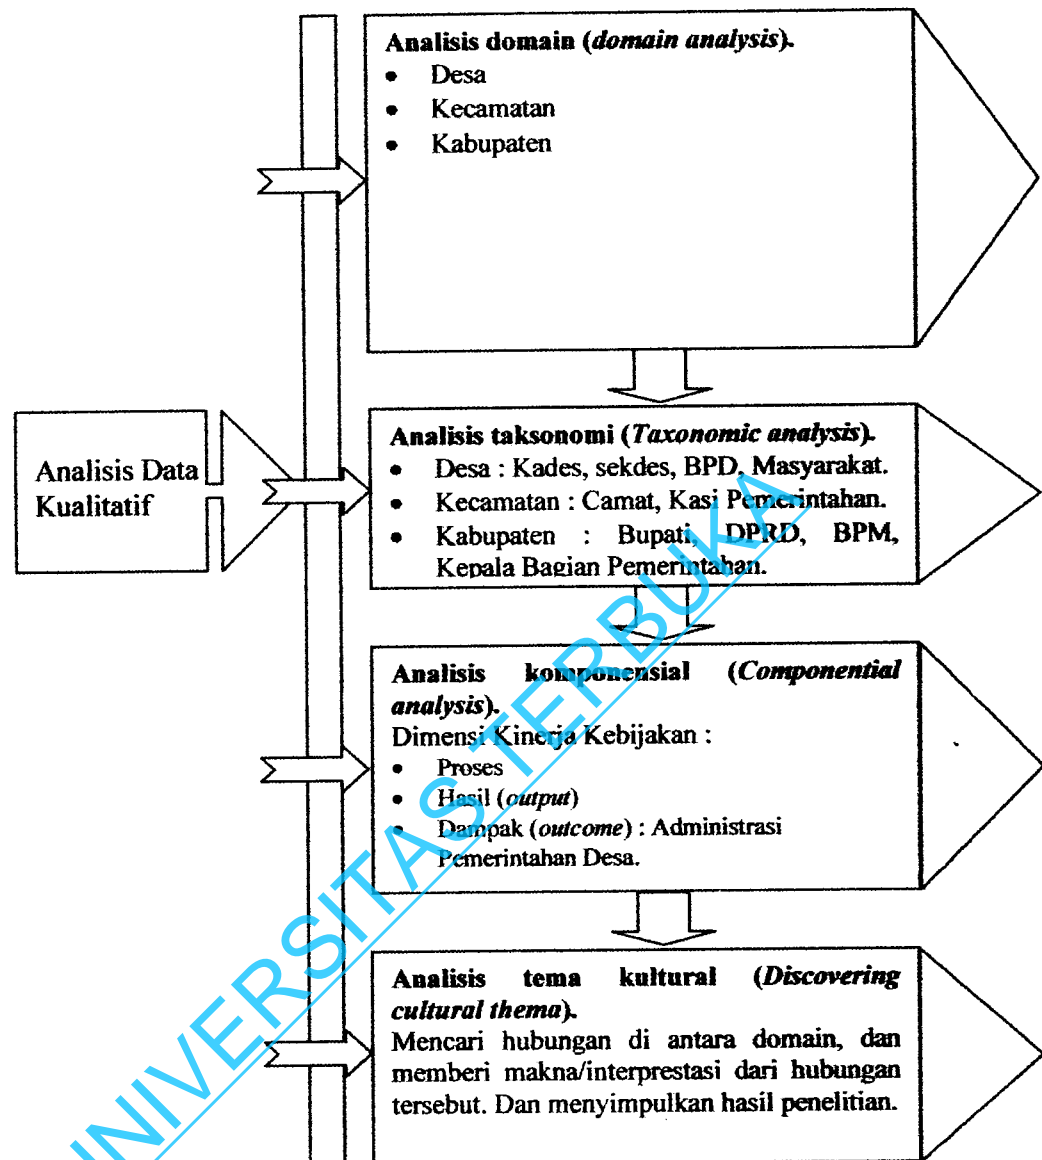 Analisis domain (domain analysis).
• Desa
• Kecamatan
• Kabupaten
Analisis Data
Kualitatif
Analisis taksonomi (Taxonomic analysis).
• Desa : Kades, sekdes, BPD, Masyarakat.
• Kecamatan : Camat, Kasi Pemerintahan.
• Kabupaten : Bupati, DPRD, BPM,
Kepala Bagian Pemerintahan.
Analisis komponensial (Componential
analysis).
Dimensi Kinerja Kebijakan :
• Proses
• Hasil (output)
• Dampak (outcome) : Administrasi
Pemerintahan Desa.
Analisis tema kultural (Discovering
cultural thema).
Mencari hubungan di antara domain, dan
memberi makna/interprestasi dari hubungan
tersebut. Dan menyimpulkan hasil penelitian.
UNIVERSITAS TERBUKA